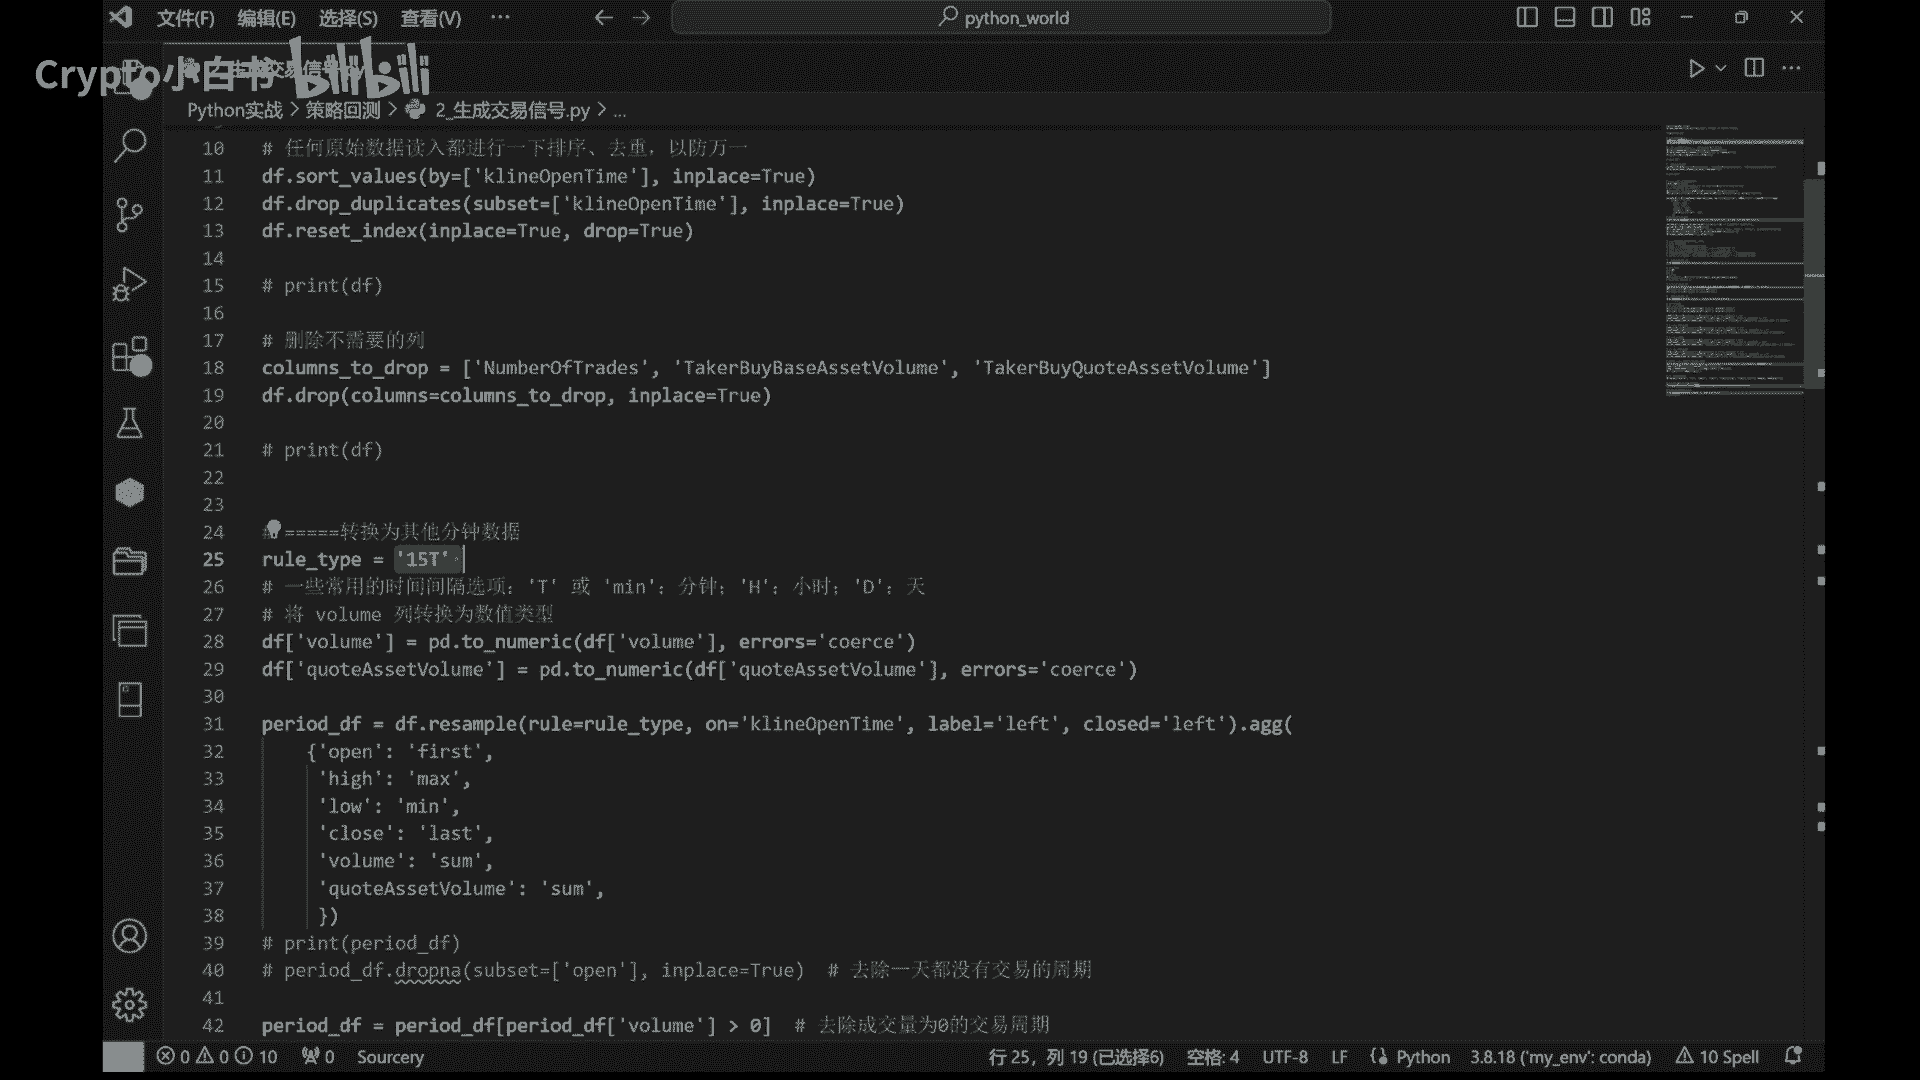 文件(F) 编辑(E) 选择(S) 查看(V) ··· python_world
Crypto小白书 bilibili
Python实战 > 策略回测 > 2_生成交易信号.py > ...
10 # 任何原始数据读入都进行一下排序、去重，以防万一
11 df.sort_values(by=['klineOpenTime'], inplace=True)
12 df.drop_duplicates(subset=['klineOpenTime'], inplace=True)
13 df.reset_index(inplace=True, drop=True)
14
15 # print(df)
16
17 # 删除不需要的列
18 columns_to_drop = ['NumberOfTrades', 'TakerBuyBaseAssetVolume', 'TakerBuyQuoteAssetVolume']
19 df.drop(columns=columns_to_drop, inplace=True)
20
21 # print(df)
22
23
24 # =====转换为其他分钟数据
25 rule_type = '15T'
26 # 一些常用的时间间隔选项：'T' 或 'min'：分钟；'H'：小时；'D'：天
27 # 将 volume 列转换为数值类型
28 df['volume'] = pd.to_numeric(df['volume'], errors='coerce')
29 df['quoteAssetVolume'] = pd.to_numeric(df['quoteAssetVolume'], errors='coerce')
30
31 period_df = df.resample(rule=rule_type, on='klineOpenTime', label='left', closed='left').agg(
32 {'open': 'first',
33 'high': 'max',
34 'low': 'min',
35 'close': 'last',
36 'volume': 'sum',
37 'quoteAssetVolume': 'sum',
38 })
39 # print(period_df)
40 # period_df.dropna(subset=['open'], inplace=True)  # 去除一天都没有交易的周期
41
42 period_df = period_df[period_df['volume'] > 0]  # 去除成交量为0的交易周期
0 0 10 0 Sourcery 行 25，列 19 (已选择6) 空格: 4 UTF-8 LF Python 3.8.18 ('my_env': conda) 10 Spell